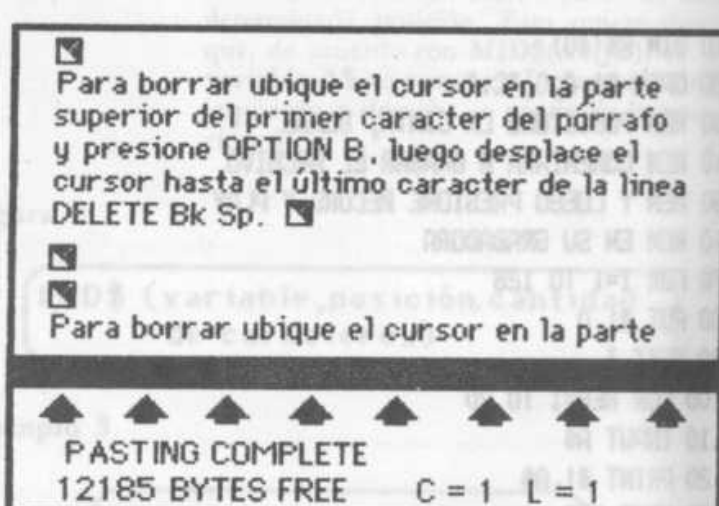 Para borrar ubique el cursor en la parte
superior del primer caracter del párrafo
y presione OPTION B, luego desplace el
cursor hasta el último caracter de la linea
DELETE Bk Sp.
Para borrar ubique el cursor en la parte
PASTING COMPLETE
12185 BYTES FREE C = 1 L = 1